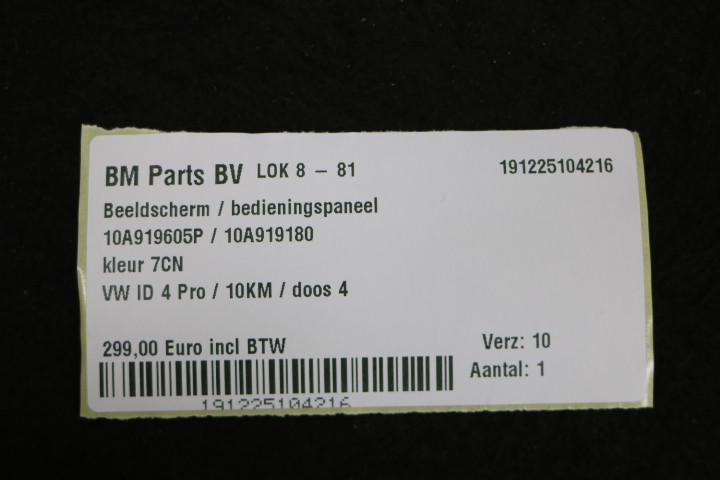 BM Parts BV LOK 8 – 81 191225104216
Beeldscherm / bedieningspaneel
10A919605P / 10A919180
kleur 7CN
VW ID 4 Pro / 10KM / doos 4
299,00 Euro incl BTW Verz: 10
Aantal: 1
191225104216